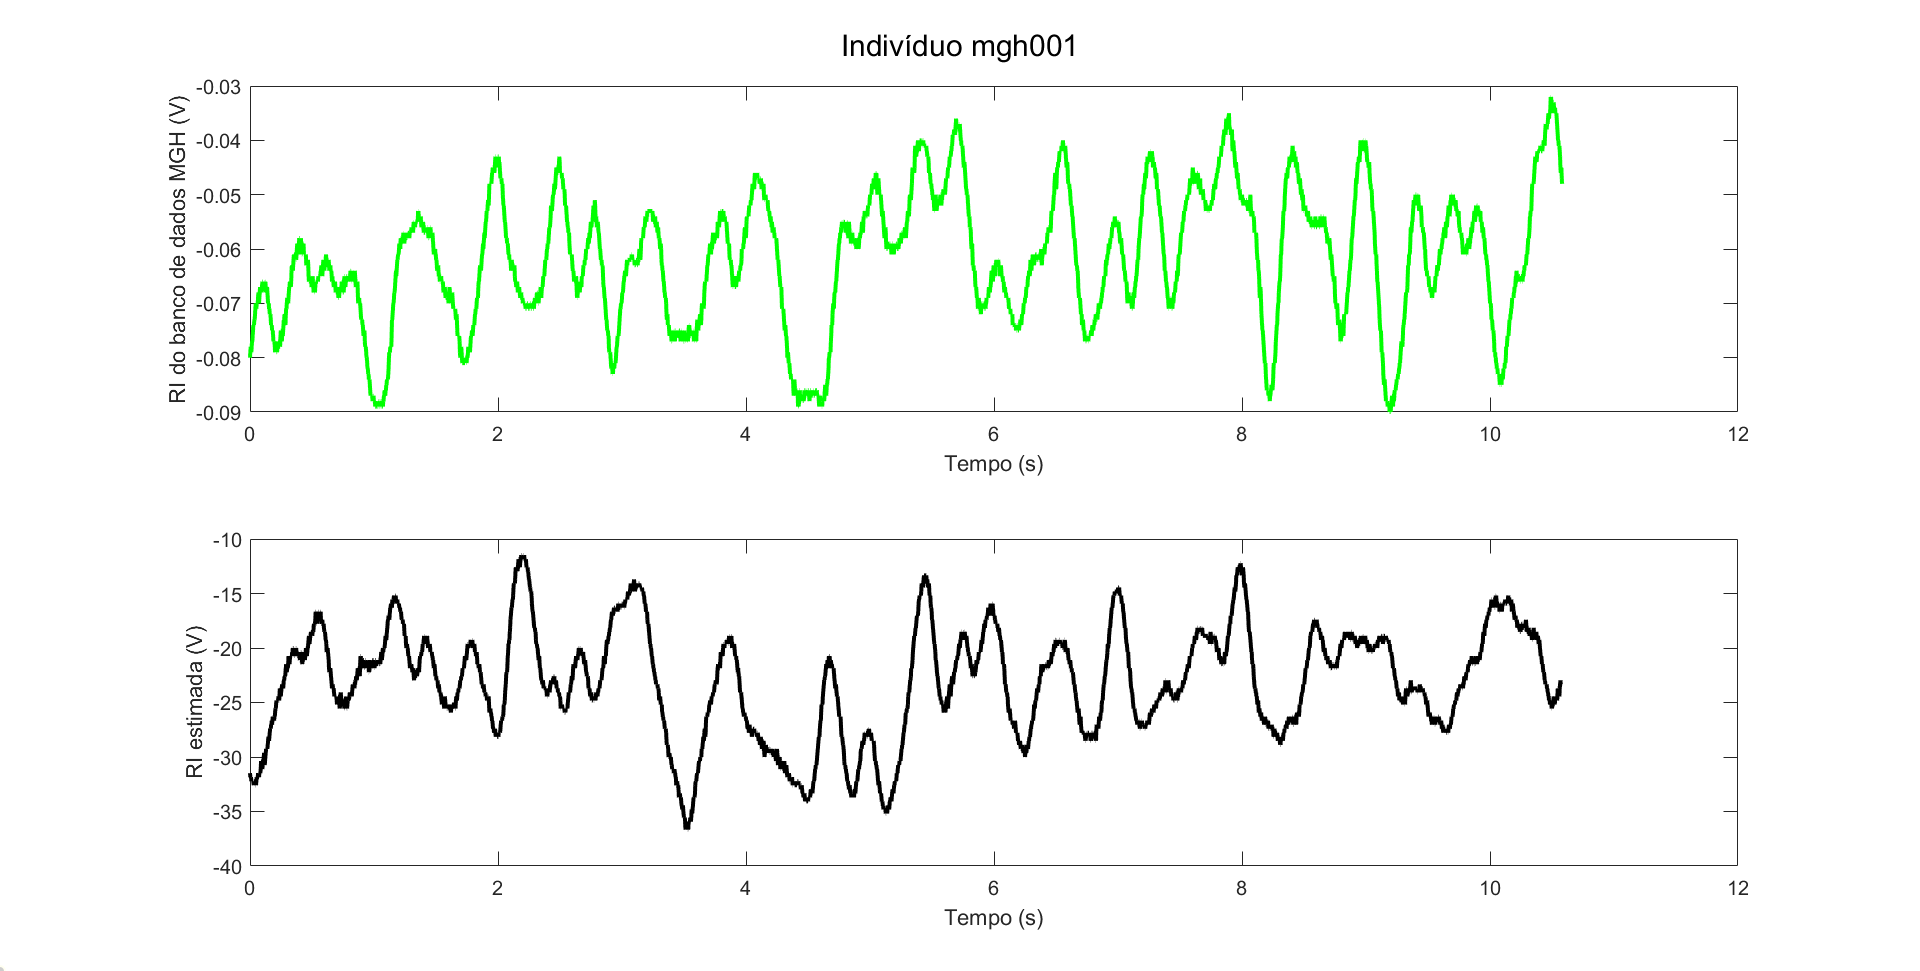 Indivíduo mgh001
RI do banco de dados MGH (V)
-0.03
-0.04
-0.05
-0.06
-0.07
-0.08
-0.09
0 2 4 6 8 10 12
Tempo (s)
RI estimada (V)
-10
-15
-20
-25
-30
-35
-40
0 2 4 6 8 10 12
Tempo (s)